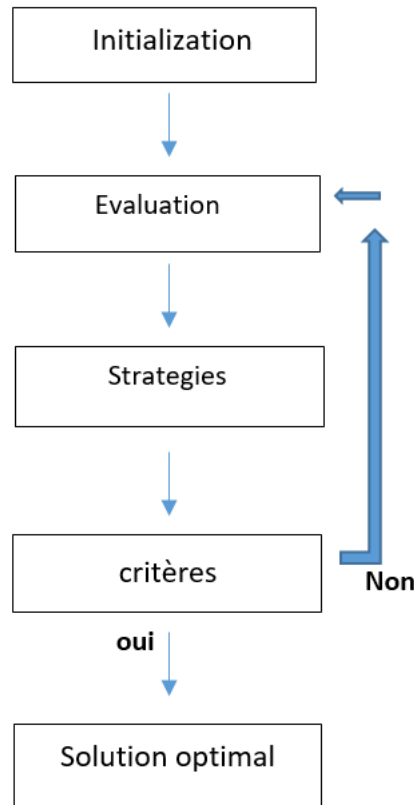 Initialization
Evaluation
Strategies
critères
Non
oui
Solution optimal